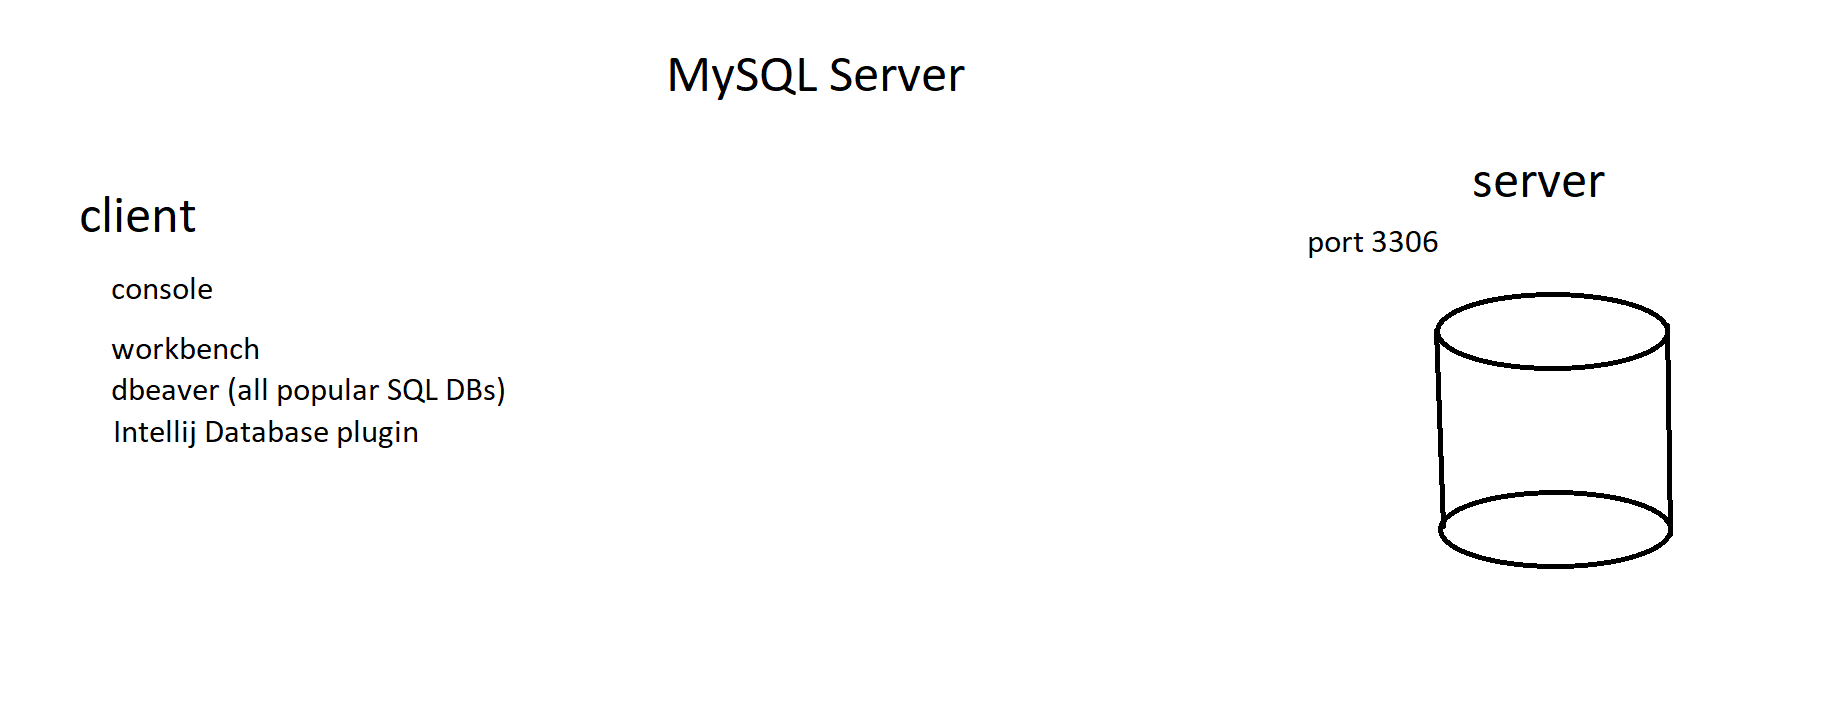 MySQL Server
client
console
workbench
dbeaver (all popular SQL DBs)
Intellij Database plugin
server
port 3306